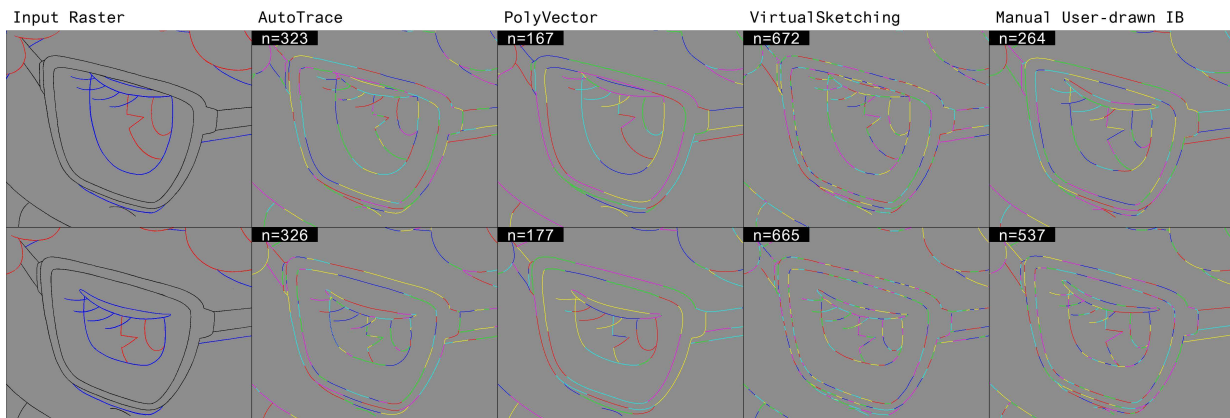 Input Raster AutoTrace PolyVector VirtualSketching Manual User-drawn IB
n=323 n=167 n=672 n=264
n=326 n=177 n=665 n=537